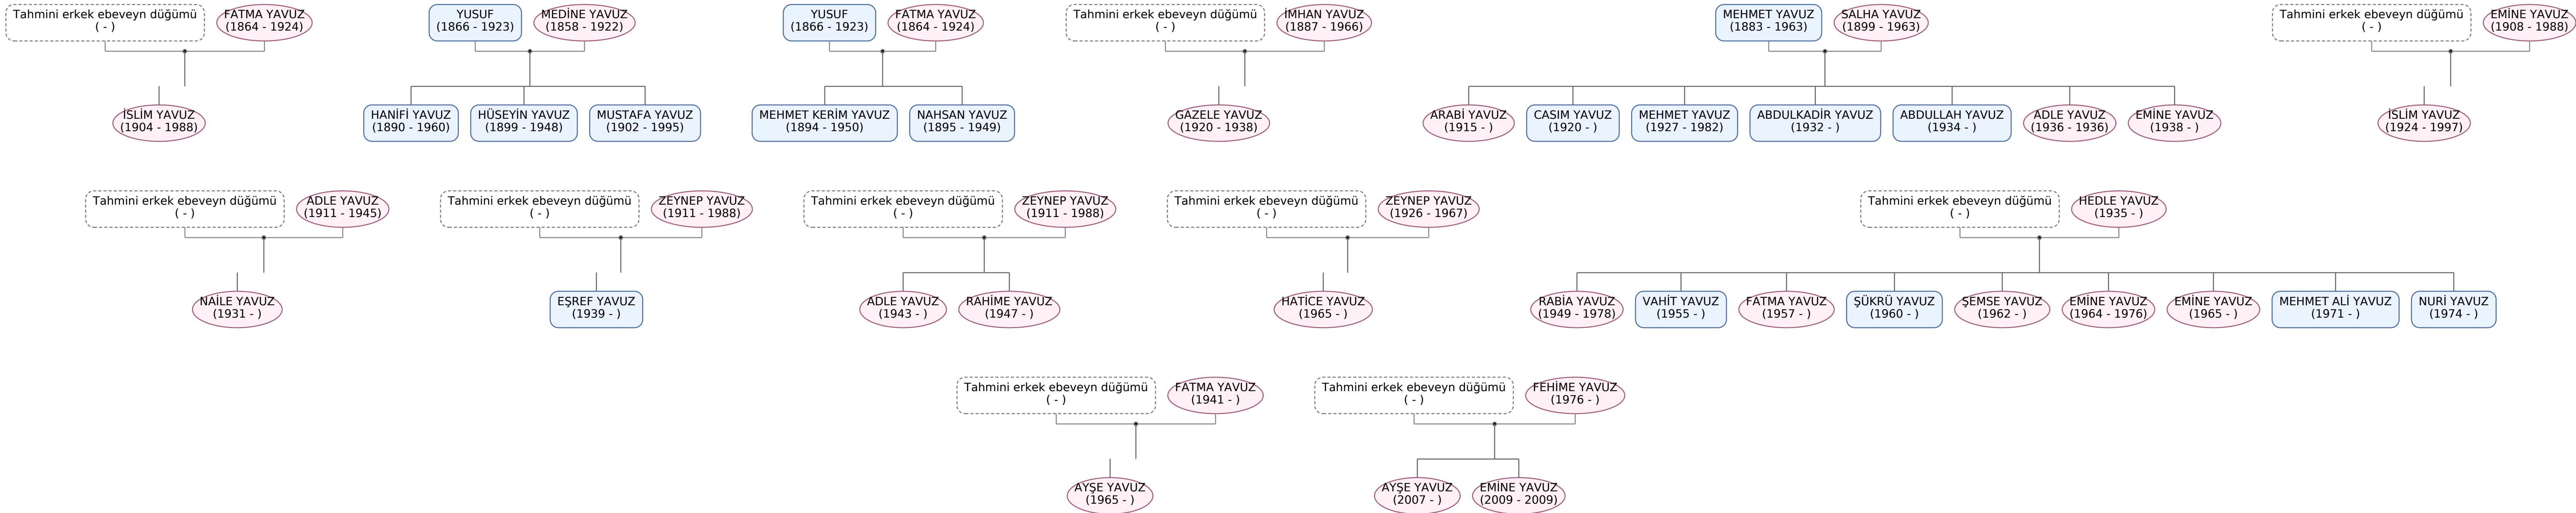 Tahmini erkek ebeveyn düğümü
( - )
FATMA YAVUZ
(1864 - 1924)
YUSUF
(1866 - 1923)
MEDİNE YAVUZ
(1858 - 1922)
YUSUF
(1866 - 1923)
FATMA YAVUZ
(1864 - 1924)
Tahmini erkek ebeveyn düğümü
( - )
İMHAN YAVUZ
(1887 - 1966)
MEHMET YAVUZ
(1883 - 1963)
SALHA YAVUZ
(1899 - 1963)
Tahmini erkek ebeveyn düğümü
( - )
EMİNE YAVUZ
(1908 - 1988)
İSLİM YAVUZ
(1904 - 1988)
HANİFİ YAVUZ
(1890 - 1960)
HÜSEYİN YAVUZ
(1899 - 1948)
MUSTAFA YAVUZ
(1902 - 1995)
MEHMET KERİM YAVUZ
(1894 - 1950)
NAHSAN YAVUZ
(1895 - 1949)
GAZELE YAVUZ
(1920 - 1938)
ARABİ YAVUZ
(1915 - )
CASIM YAVUZ
(1920 - )
MEHMET YAVUZ
(1927 - 1982)
ABDULKADİR YAVUZ
(1932 - )
ABDULLAH YAVUZ
(1934 - )
ADLE YAVUZ
(1936 - 1936)
EMİNE YAVUZ
(1938 - )
İSLİM YAVUZ
(1924 - 1997)
Tahmini erkek ebeveyn düğümü
( - )
ADLE YAVUZ
(1911 - 1945)
Tahmini erkek ebeveyn düğümü
( - )
ZEYNEP YAVUZ
(1911 - 1988)
Tahmini erkek ebeveyn düğümü
( - )
ZEYNEP YAVUZ
(1911 - 1988)
Tahmini erkek ebeveyn düğümü
( - )
ZEYNEP YAVUZ
(1926 - 1967)
Tahmini erkek ebeveyn düğümü
( - )
HEDLE YAVUZ
(1935 - )
NAİLE YAVUZ
(1931 - )
EŞREF YAVUZ
(1939 - )
ADLE YAVUZ
(1943 - )
RAHİME YAVUZ
(1947 - )
HATİCE YAVUZ
(1965 - )
RABİA YAVUZ
(1949 - 1978)
VAHİT YAVUZ
(1955 - )
FATMA YAVUZ
(1957 - )
ŞÜKRÜ YAVUZ
(1960 - )
ŞEMSE YAVUZ
(1962 - )
EMİNE YAVUZ
(1964 - 1976)
EMİNE YAVUZ
(1965 - )
MEHMET ALİ YAVUZ
(1971 - )
NURİ YAVUZ
(1974 - )
Tahmini erkek ebeveyn düğümü
( - )
FATMA YAVUZ
(1941 - )
Tahmini erkek ebeveyn düğümü
( - )
FEHİME YAVUZ
(1976 - )
AYŞE YAVUZ
(1965 - )
AYŞE YAVUZ
(2007 - )
EMİNE YAVUZ
(2009 - 2009)